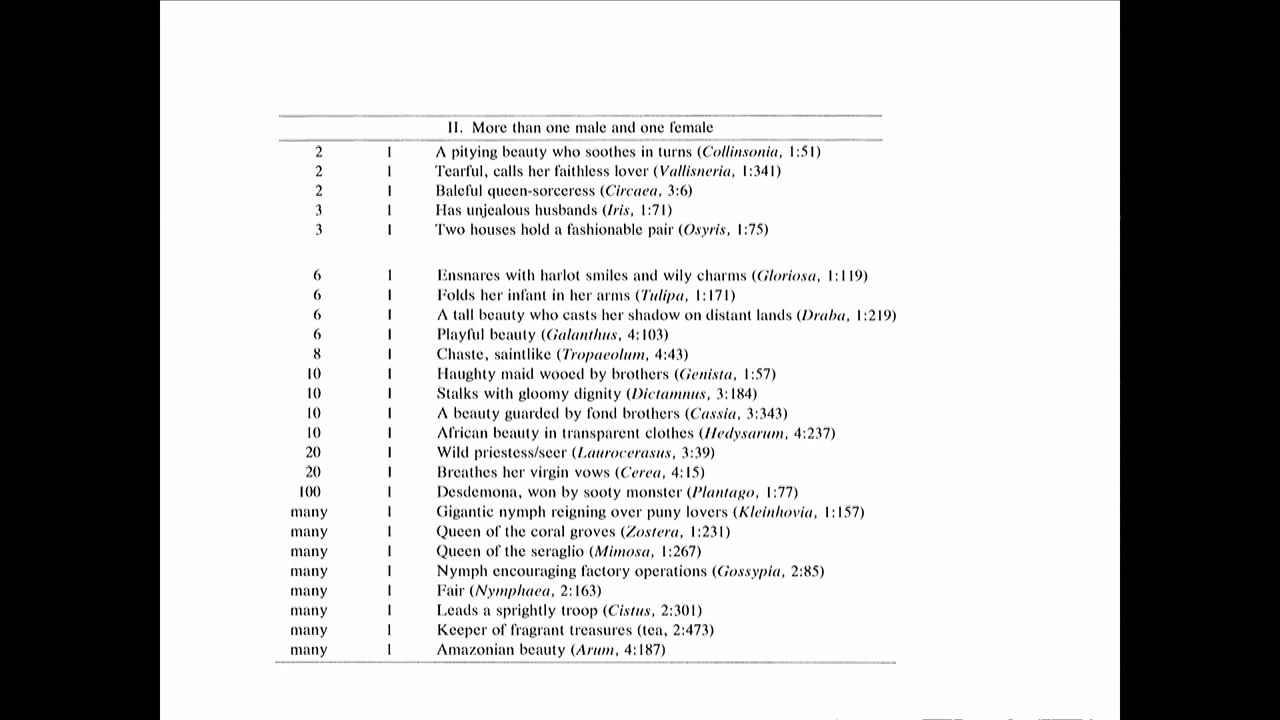 II. More than one male and one female
2 1 A pitying beauty who soothes in turns (Collinsonia, 1:51)
2 1 Tearful, calls her faithless lover (Vallisneria, 1:341)
2 1 Baleful queen-sorceress (Circaea, 3:6)
3 1 Has unjealous husbands (Iris, 1:71)
3 1 Two houses hold a fashionable pair (Osyris, 1:75)
6 1 Ensnares with harlot smiles and wily charms (Gloriosa, 1:119)
6 1 Folds her infant in her arms (Tulipa, 1:171)
6 1 A tall beauty who casts her shadow on distant lands (Draba, 1:219)
6 1 Playful beauty (Galanthus, 4:103)
8 1 Chaste, saintlike (Tropaeolum, 4:43)
10 1 Haughty maid wooed by brothers (Genista, 1:57)
10 1 Stalks with gloomy dignity (Dictamnus, 3:184)
10 1 A beauty guarded by fond brothers (Cassia, 3:343)
10 1 African beauty in transparent clothes (Hedysarum, 4:237)
20 1 Wild priestess/seer (Laurocerasus, 3:39)
20 1 Breathes her virgin vows (Cerea, 4:15)
100 1 Desdemona, won by sooty monster (Plantago, 1:77)
many 1 Gigantic nymph reigning over puny lovers (Kleinhovia, 1:157)
many 1 Queen of the coral groves (Zostera, 1:231)
many 1 Queen of the seraglio (Mimosa, 1:267)
many 1 Nymph encouraging factory operations (Gossypia, 2:85)
many 1 Fair (Nymphaea, 2:163)
many 1 Leads a sprightly troop (Cistus, 2:301)
many 1 Keeper of fragrant treasures (tea, 2:473)
many 1 Amazonian beauty (Arum, 4:187)